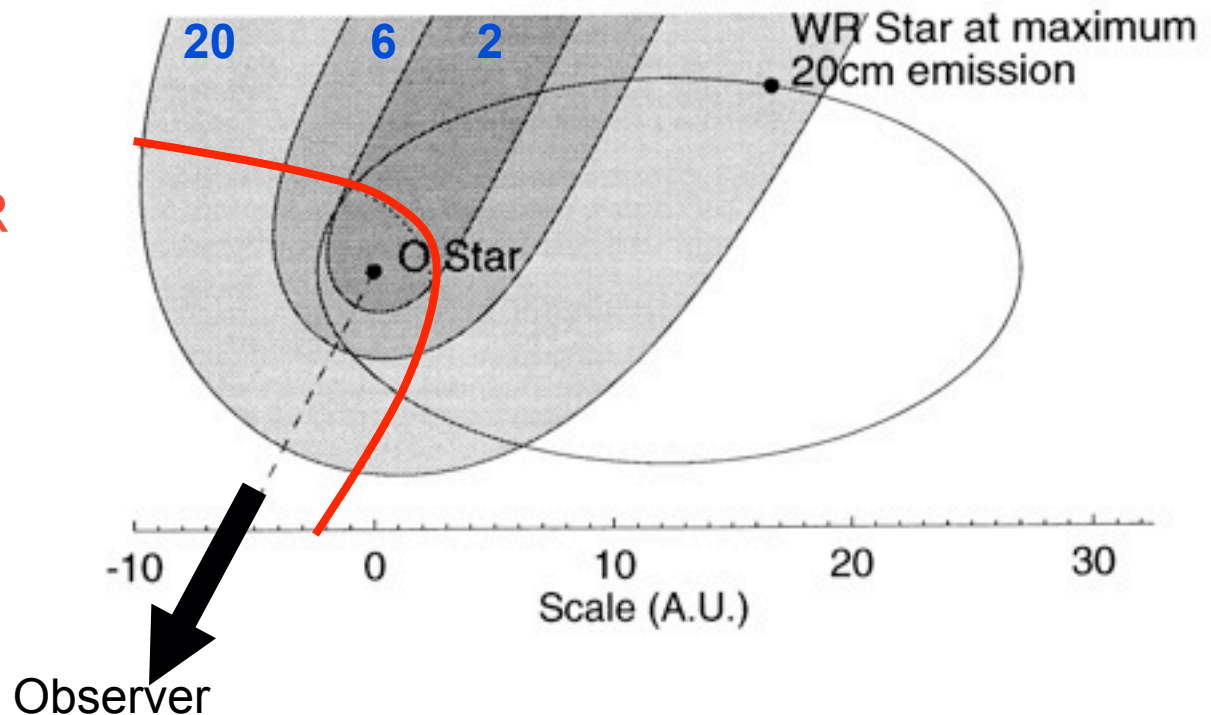 20 6 2
WR Star at maximum
20cm emission
R
O Star
-10 0 10 20 30
Scale (A.U.)
Observer